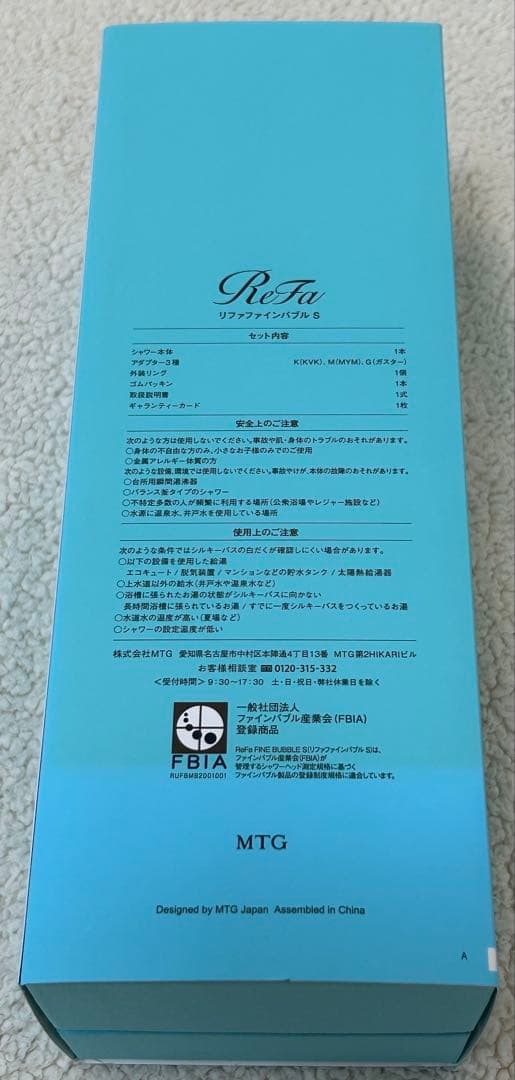 ReFa
リファファインバブル S
セット内容
シャワー本体 1本
アダプター3種 K(KVK)、M(MYM)、G(ガスター)
外装リング 1個
ゴムパッキン 1本
取扱説明書 1式
ギャランティーカード 1枚
安全上のご注意
次のような方は使用しないでください。事故や肌・身体のトラブルのおそれがあります。
○身体の不自由な方のみ、小さなお子様のみでのご使用
○金属アレルギー体質の方
次のような設備、環境では使用しないでください。事故やけが、本体の故障のおそれがあります。
○台所用瞬間湯沸器
○バランス釜タイプのシャワー
○不特定多数の人が頻繁に利用する場所(公衆浴場やレジャー施設など)
○水源に温泉水、井戸水を使用している場所
使用上のご注意
次のような条件ではシルキーバスの白だくが確認しにくい場合があります。
○以下の設備を使用した給湯
エコキュート / 脱気装置 / マンションなどの貯水タンク / 太陽熱給湯器
○上水道以外の給水(井戸水や温泉水など)
○浴槽に張られたお湯の状態がシルキーバスに向かない
長時間浴槽に張られているお湯 / すでに一度シルキーバスをつくっているお湯
○水道水の温度が高い(夏場など)
○シャワーの設定温度が低い
株式会社MTG 愛知県名古屋市中村区本陣通4丁目13番 MTG第2HIKARIビル
お客様相談室 0120-315-332
<受付時間> 9:30~17:30 土・日・祝日・弊社休業日を除く
FBIA
RUFBM82001001
一般社団法人
ファインバブル産業会(FBIA)
登録商品
ReFa FINE BUBBLE S(リファファインバブル S)は、
ファインバブル産業会(FBIA)が
管理するシャワーヘッド測定規格に基づく
ファインバブル製品の登録制度規格に適合しています。
MTG
Designed by MTG Japan Assembled in China
A